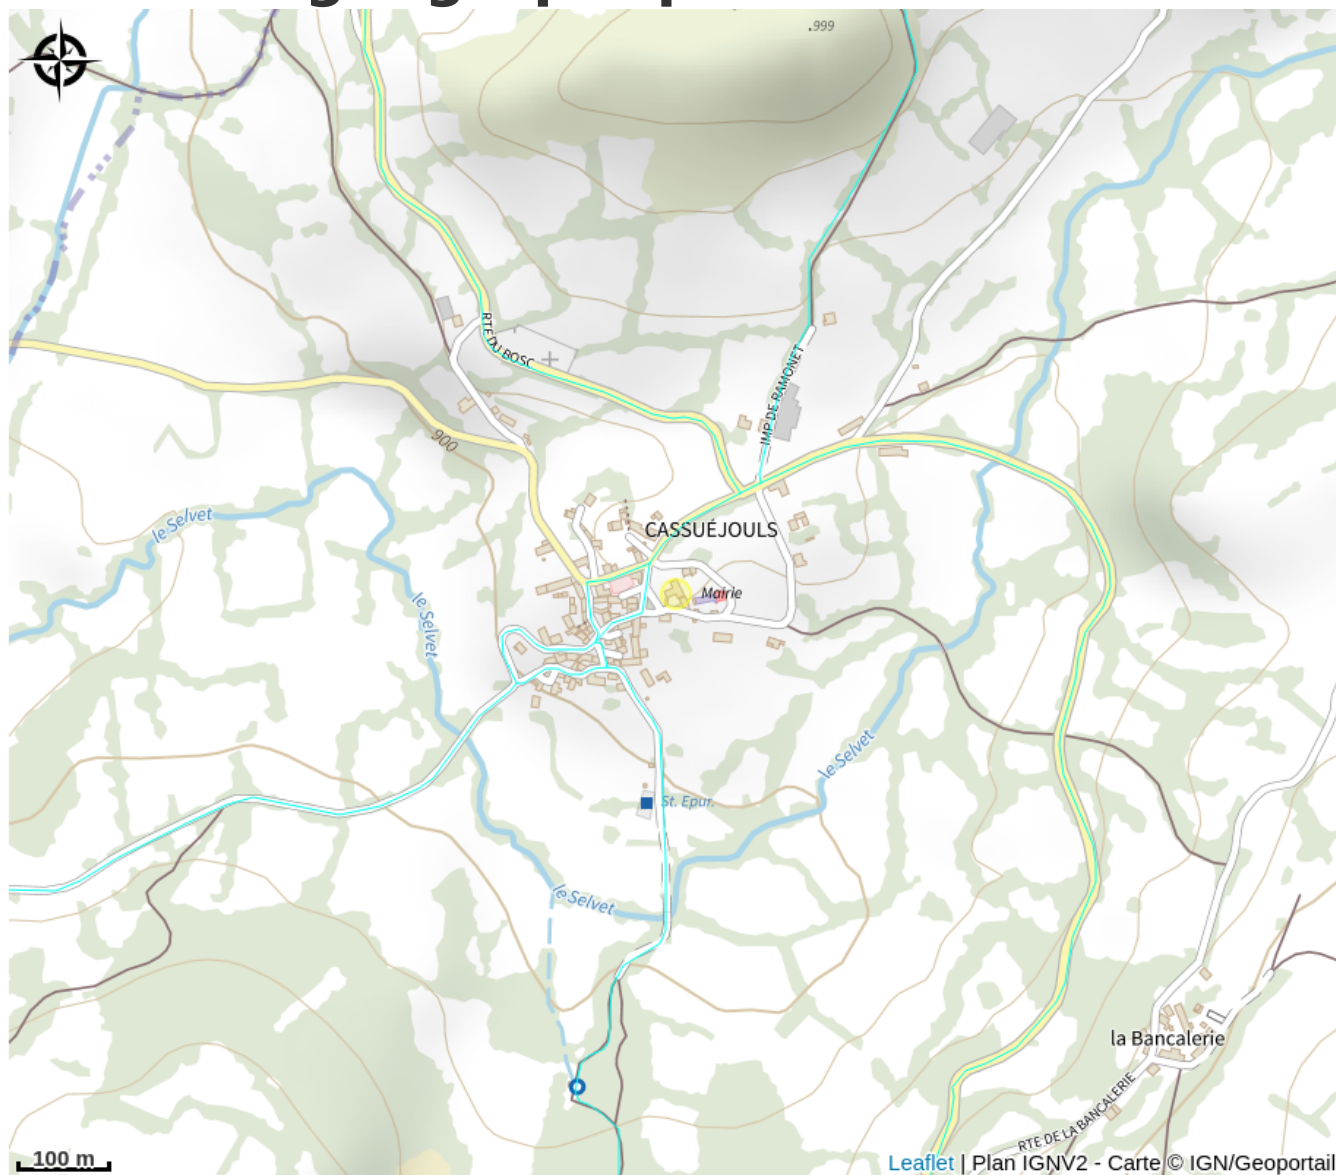 .999
RTE DU BOSC
IMP DE RAMONET
900
le Selvet
CASSUÉJOULS
Mairie
le Selvet
le Selvet
St. Epur.
le Selvet
la Bancalerie
RTE DE LA BANCALERIE
100 m
Leaflet | Plan IGNV2 - Carte © IGN/Geoportail